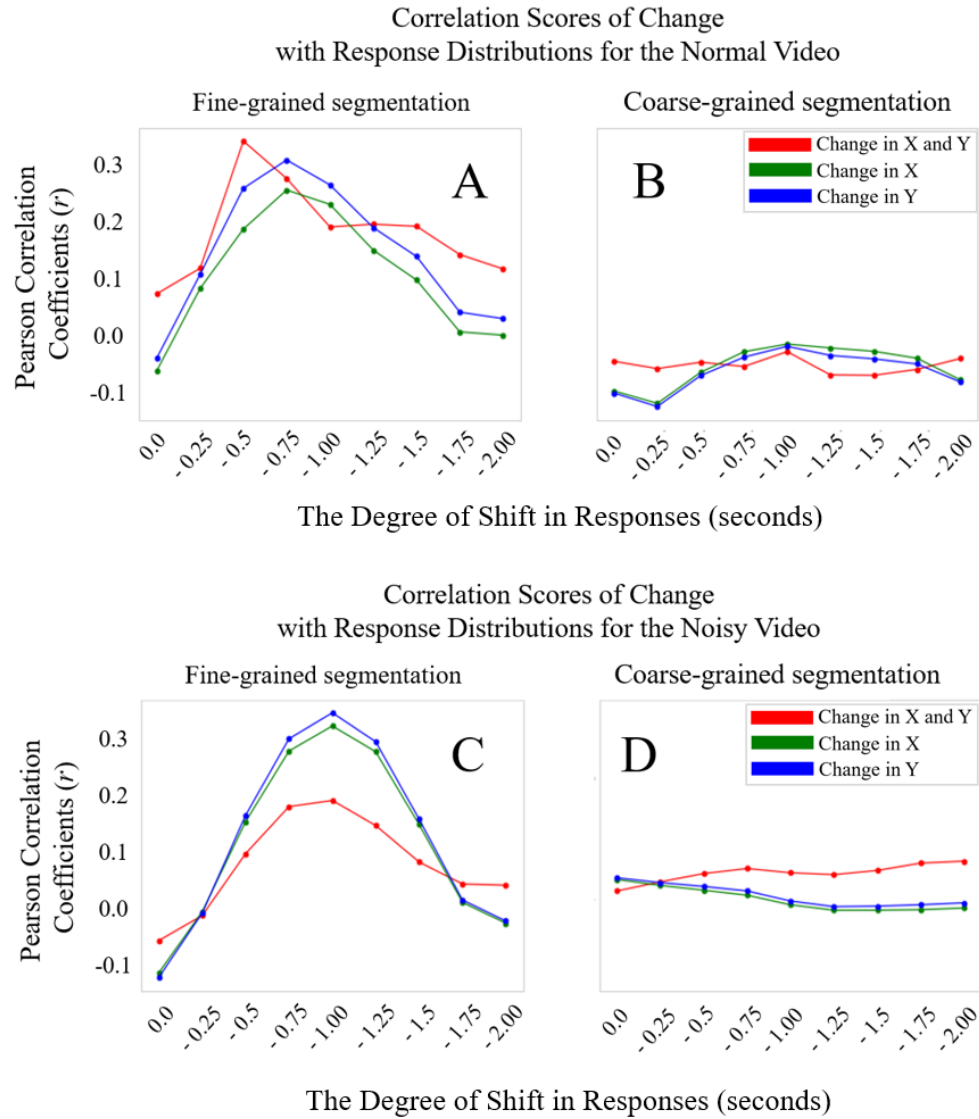 Correlation Scores of Change
with Response Distributions for the Normal Video
Fine-grained segmentation
Coarse-grained segmentation
Pearson Correlation
Coefficients (r)
0.3
0.2
0.1
0.0
-0.1
A
B
Change in X and Y
Change in X
Change in Y
0.0
- 0.25
- 0.5
- 0.75
- 1.00
- 1.25
- 1.5
- 1.75
- 2.00
0.0
- 0.25
- 0.5
- 0.75
- 1.00
- 1.25
- 1.5
- 1.75
- 2.00
The Degree of Shift in Responses (seconds)
Correlation Scores of Change
with Response Distributions for the Noisy Video
Fine-grained segmentation
Coarse-grained segmentation
Pearson Correlation
Coefficients (r)
0.3
0.2
0.1
0.0
-0.1
C
D
Change in X and Y
Change in X
Change in Y
0.0
- 0.25
- 0.5
- 0.75
- 1.00
- 1.25
- 1.5
- 1.75
- 2.00
0.0
- 0.25
- 0.5
- 0.75
- 1.00
- 1.25
- 1.5
- 1.75
- 2.00
The Degree of Shift in Responses (seconds)